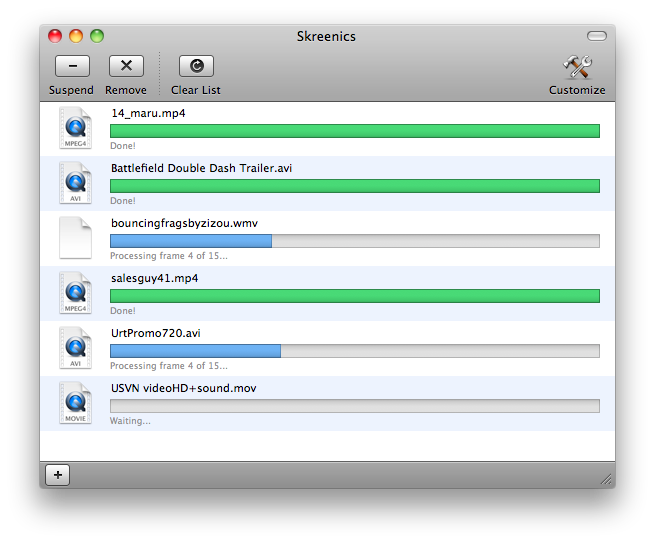 Skreenics
Suspend Remove Clear List Customize
14_maru.mp4
MPEG4
Done!
Battlefield Double Dash Trailer.avi
AVI
Done!
bouncingfragsbyzizou.wmv
Processing frame 4 of 15...
salesguy41.mp4
MPEG4
Done!
UrtPromo720.avi
AVI
Processing frame 4 of 15...
USVN videoHD+sound.mov
MOVIE
Waiting...